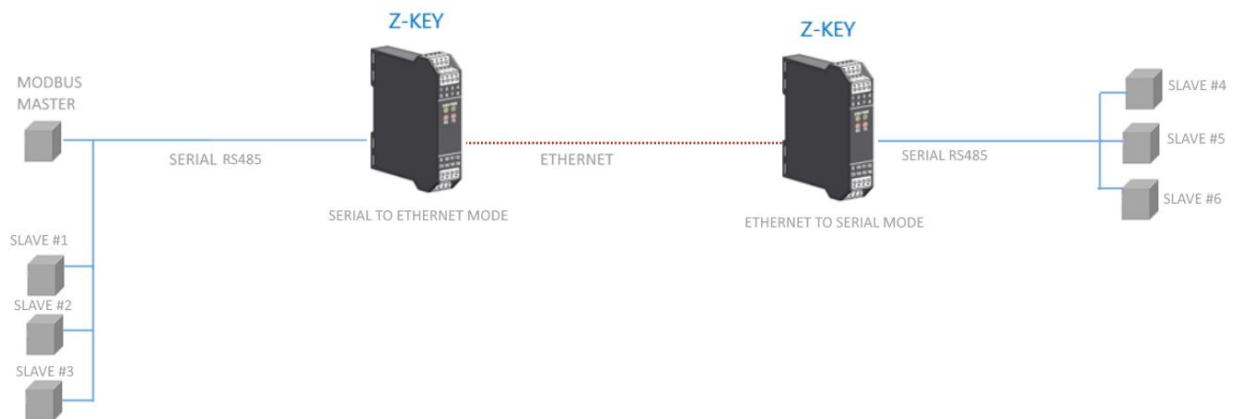 Z-KEY
Z-KEY
MODBUS
MASTER
SLAVE #4
SLAVE #5
SERIAL RS485
ETHERNET
SERIAL RS485
SLAVE #6
SERIAL TO ETHERNET MODE
ETHERNET TO SERIAL MODE
SLAVE #1
SLAVE #2
SLAVE #3